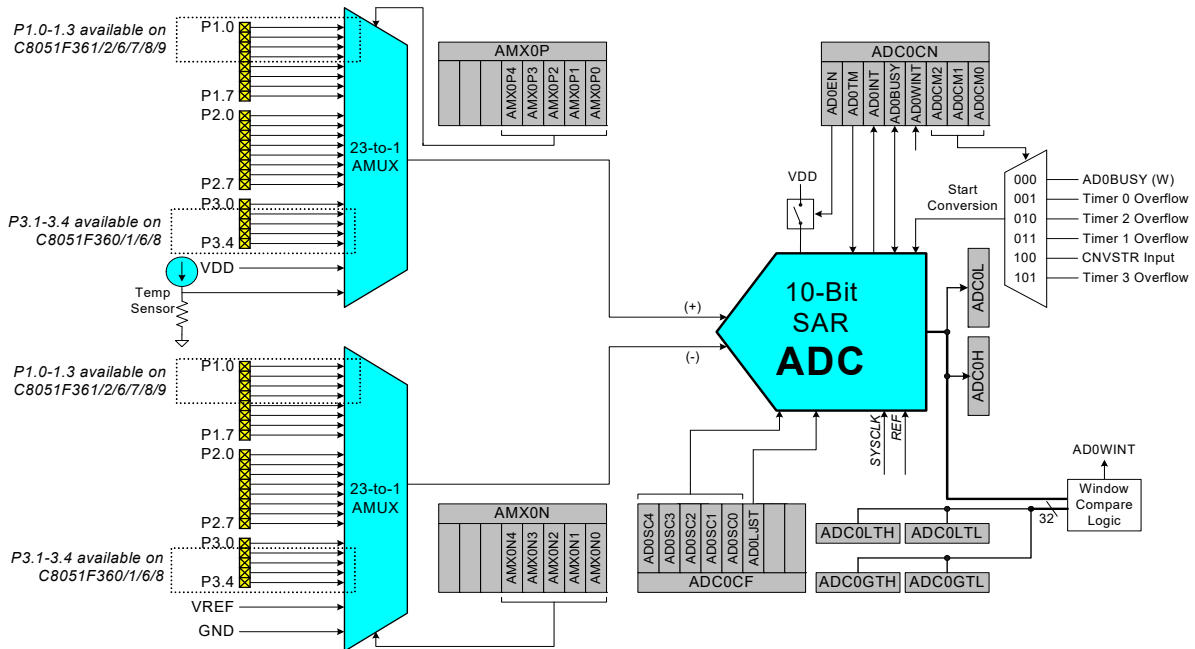 P1.0-1.3 available on
C8051F361/2/6/7/8/9
P1.0
P1.7
P2.0
P2.7
P3.0
P3.1-3.4 available on
C8051F360/1/6/8
P3.4
VDD
Temp
Sensor
23-to-1
AMUX
AMX0P
AMX0P4
AMX0P3
AMX0P2
AMX0P1
AMX0P0
ADC0CN
AD0EN
AD0TM
AD0INT
AD0BUSY
AD0WINT
AD0CM2
AD0CM1
AD0CM0
VDD
Start
Conversion
000 AD0BUSY (W)
001 Timer 0 Overflow
010 Timer 2 Overflow
011 Timer 1 Overflow
100 CNVSTR Input
101 Timer 3 Overflow
(+)
(-)
10-Bit
SAR
ADC
ADC0L
ADC0H
SYSCLK
REF
P1.0-1.3 available on
C8051F361/2/6/7/8/9
P1.0
P1.7
P2.0
P2.7
P3.0
P3.1-3.4 available on
C8051F360/1/6/8
P3.4
VREF
GND
23-to-1
AMUX
AMX0N
AMX0N4
AMX0N3
AMX0N2
AMX0N1
AMX0N0
AD0SC4
AD0SC3
AD0SC2
AD0SC1
AD0SC0
AD0LJST
ADC0CF
AD0WINT
Window
Compare
Logic
32
ADC0LTH
ADC0LTL
ADC0GTH
ADC0GTL